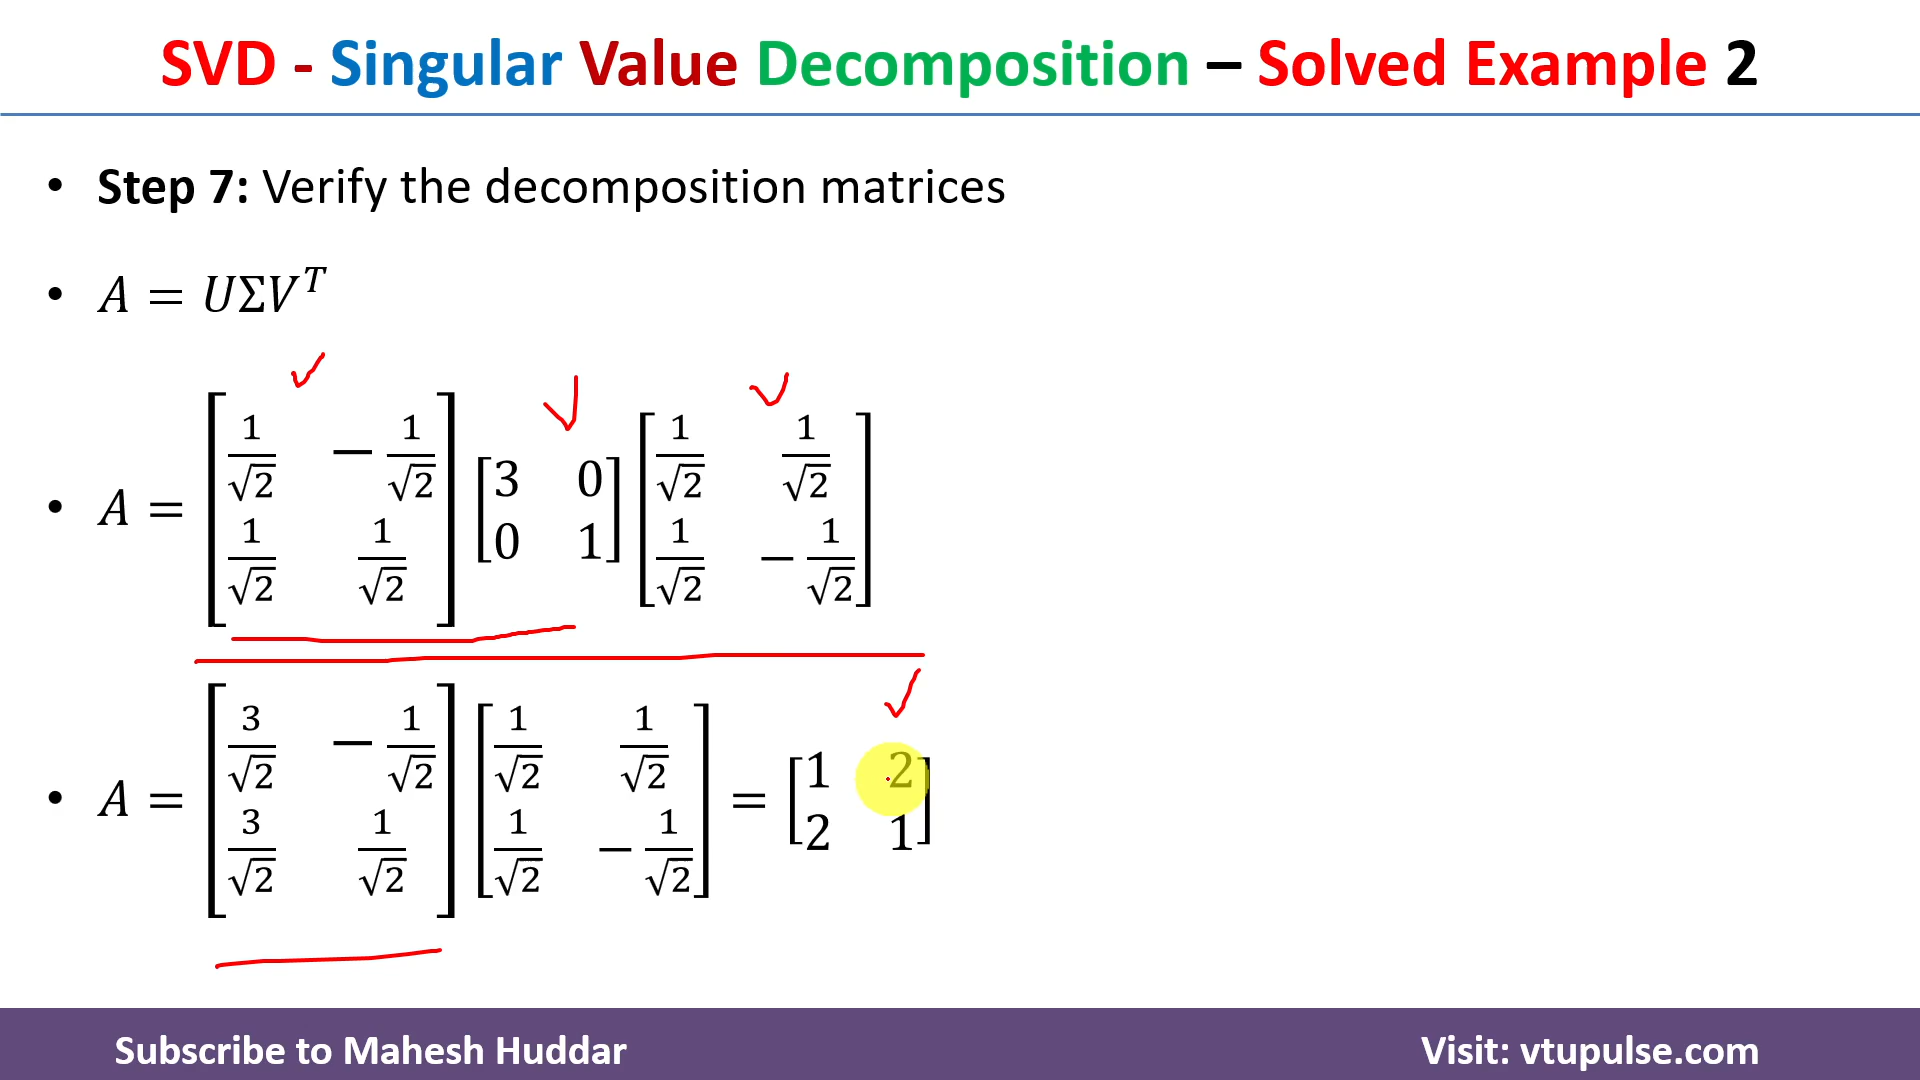 SVD - Singular Value Decomposition – Solved Example 2
• Step 7: Verify the decomposition matrices
• A = UΣV^T
• A = [1/√2 −1/√2; 1/√2 1/√2] [3 0; 0 1] [1/√2 1/√2; 1/√2 −1/√2]
• A = [3/√2 −1/√2; 3/√2 1/√2] [1/√2 1/√2; 1/√2 −1/√2] = [1 2; 2 1]
Subscribe to Mahesh Huddar
Visit: vtupulse.com